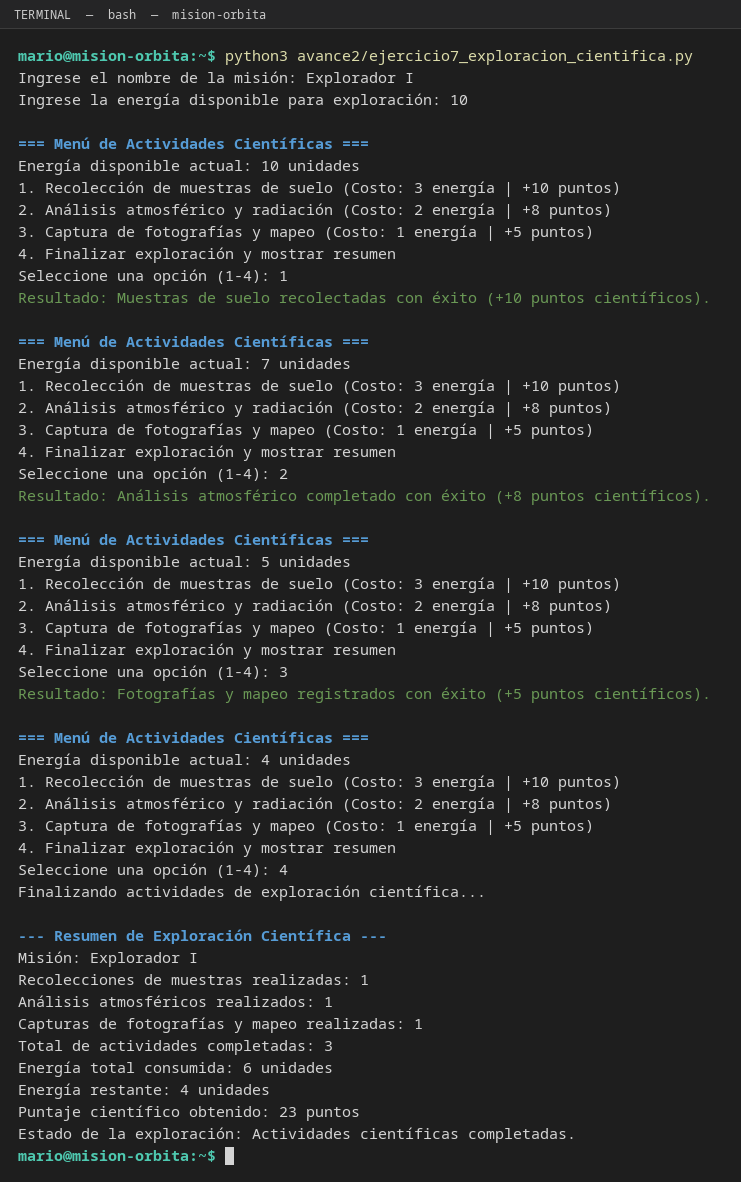 TERMINAL — bash — mision-orbita
mario@mision-orbita:~$ python3 avance2/ejercicio7_exploracion_cientifica.py
Ingrese el nombre de la misión: Explorador I
Ingrese la energía disponible para exploración: 10
=== Menú de Actividades Científicas ===
Energía disponible actual: 10 unidades
1. Recolección de muestras de suelo (Costo: 3 energía | +10 puntos)
2. Análisis atmosférico y radiación (Costo: 2 energía | +8 puntos)
3. Captura de fotografías y mapeo (Costo: 1 energía | +5 puntos)
4. Finalizar exploración y mostrar resumen
Seleccione una opción (1-4): 1
Resultado: Muestras de suelo recolectadas con éxito (+10 puntos científicos).
=== Menú de Actividades Científicas ===
Energía disponible actual: 7 unidades
1. Recolección de muestras de suelo (Costo: 3 energía | +10 puntos)
2. Análisis atmosférico y radiación (Costo: 2 energía | +8 puntos)
3. Captura de fotografías y mapeo (Costo: 1 energía | +5 puntos)
4. Finalizar exploración y mostrar resumen
Seleccione una opción (1-4): 2
Resultado: Análisis atmosférico completado con éxito (+8 puntos científicos).
=== Menú de Actividades Científicas ===
Energía disponible actual: 5 unidades
1. Recolección de muestras de suelo (Costo: 3 energía | +10 puntos)
2. Análisis atmosférico y radiación (Costo: 2 energía | +8 puntos)
3. Captura de fotografías y mapeo (Costo: 1 energía | +5 puntos)
4. Finalizar exploración y mostrar resumen
Seleccione una opción (1-4): 3
Resultado: Fotografías y mapeo registrados con éxito (+5 puntos científicos).
=== Menú de Actividades Científicas ===
Energía disponible actual: 4 unidades
1. Recolección de muestras de suelo (Costo: 3 energía | +10 puntos)
2. Análisis atmosférico y radiación (Costo: 2 energía | +8 puntos)
3. Captura de fotografías y mapeo (Costo: 1 energía | +5 puntos)
4. Finalizar exploración y mostrar resumen
Seleccione una opción (1-4): 4
Finalizando actividades de exploración científica...
--- Resumen de Exploración Científica ---
Misión: Explorador I
Recolecciones de muestras realizadas: 1
Análisis atmosféricos realizados: 1
Capturas de fotografías y mapeo realizadas: 1
Total de actividades completadas: 3
Energía total consumida: 6 unidades
Energía restante: 4 unidades
Puntaje científico obtenido: 23 puntos
Estado de la exploración: Actividades científicas completadas.
mario@mision-orbita:~$